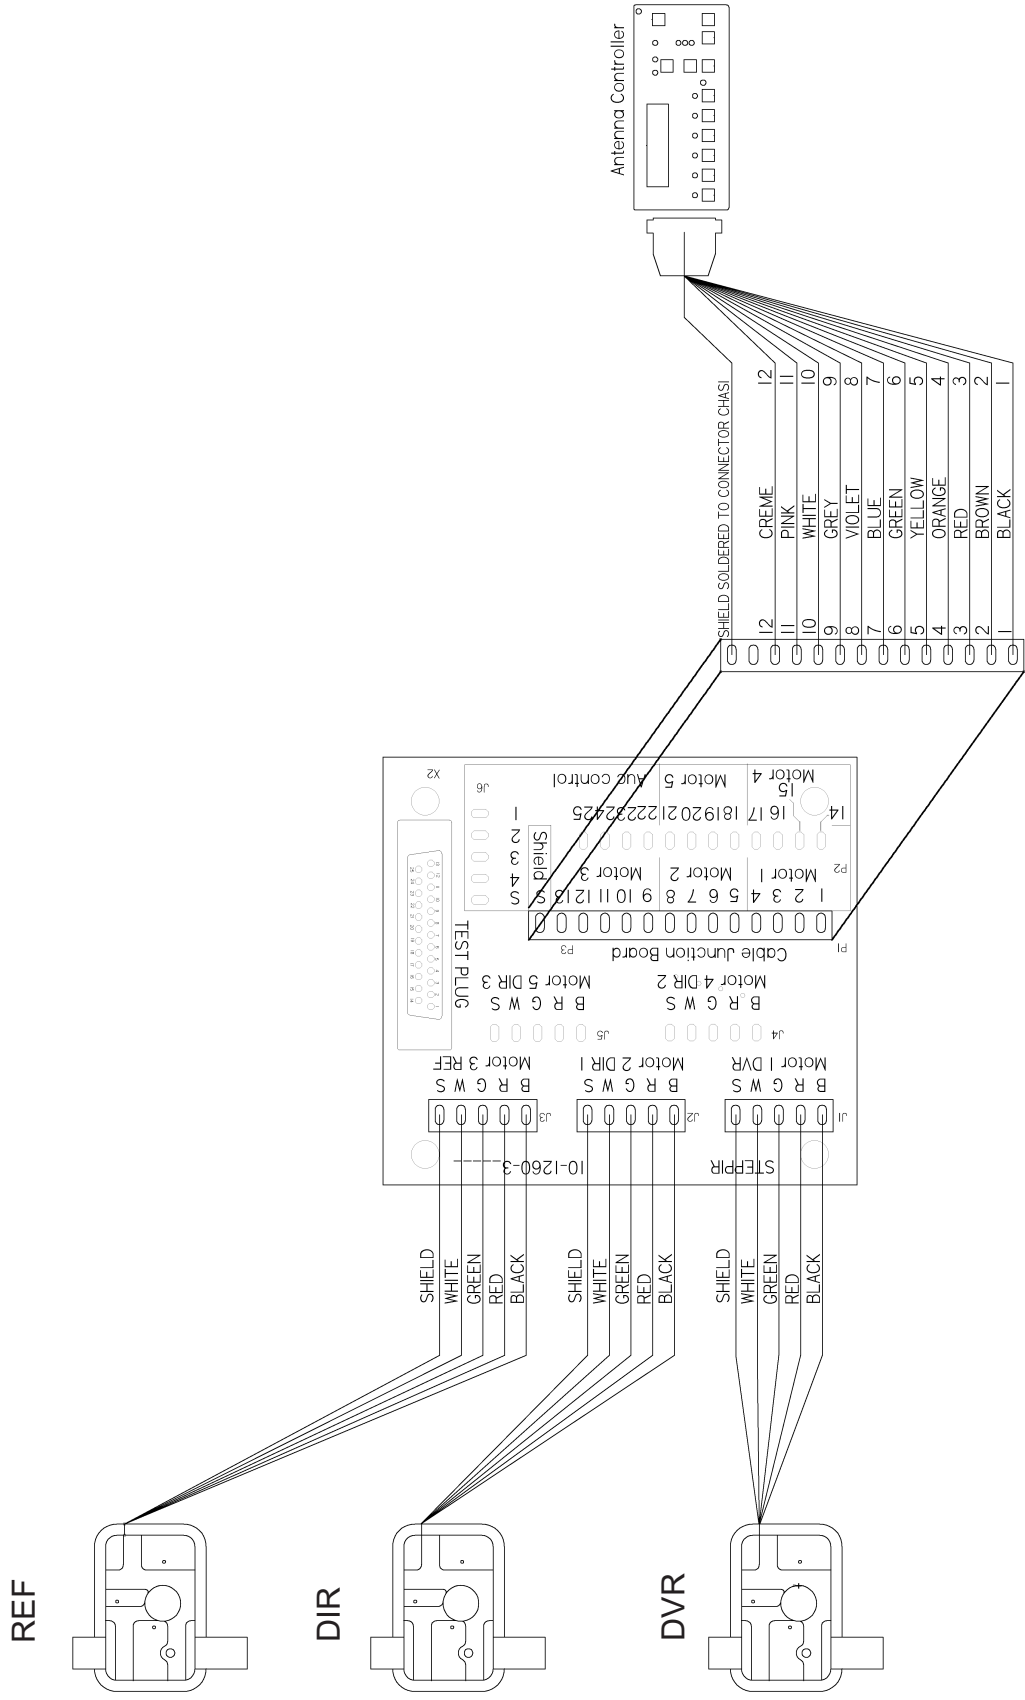 Antenna Controller
SHIELD SOLDERED TO CONNECTOR CHASI
12 CREME 12
11 PINK 11
10 WHITE 10
9 GREY 9
8 VIOLET 8
7 BLUE 7
6 GREEN 6
5 YELLOW 5
4 ORANGE 4
3 RED 3
2 BROWN 2
1 BLACK 1
X2
J6
1
2
3
4
S
Shield
TEST PLUG
Motor 4
Motor 5
Aux control
14
15
16 17
18 19 20 21
22 23 24 25
P2
Motor 1
Motor 2
Motor 3
1 2 3 4 5 6 7 8 9 10 11 12 13 S
P1
P3
Cable Junction Board
Motor 4 DIR 2
B R G W S
J4
Motor 5 DIR 3
B R G W S
J5
Motor 1 DVR
B R G W S
J1
Motor 2 DIR 1
B R G W S
J2
Motor 3 REF
B R G W S
J3
STEPPIR
10-1260-3
SHIELD
WHITE
GREEN
RED
BLACK
SHIELD
WHITE
GREEN
RED
BLACK
SHIELD
WHITE
GREEN
RED
BLACK
REF
DIR
DVR